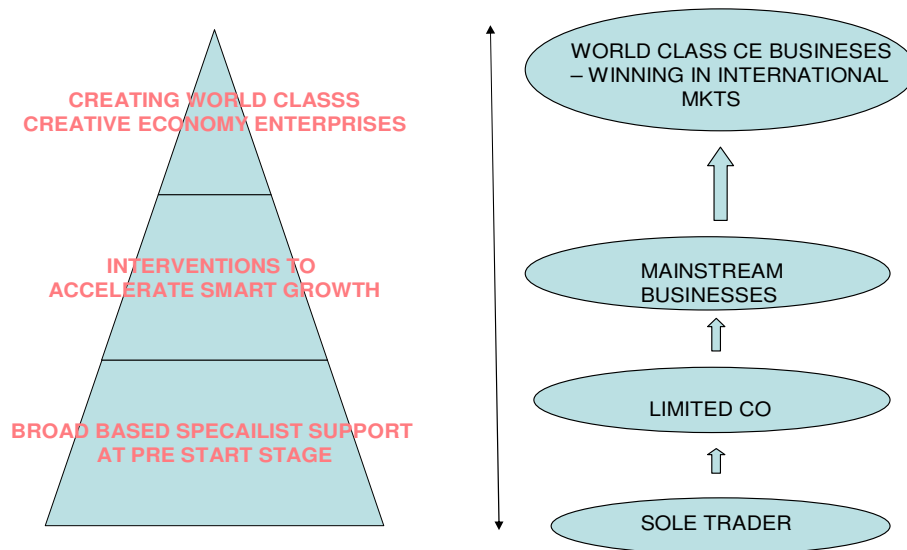 CREATING WORLD CLASSS
CREATIVE ECONOMY ENTERPRISES
INTERVENTIONS TO
ACCELERATE SMART GROWTH
BROAD BASED SPECAILIST SUPPORT
AT PRE START STAGE
WORLD CLASS CE BUSINESES
– WINNING IN INTERNATIONAL
MKTS
MAINSTREAM
BUSINESSES
LIMITED CO
SOLE TRADER